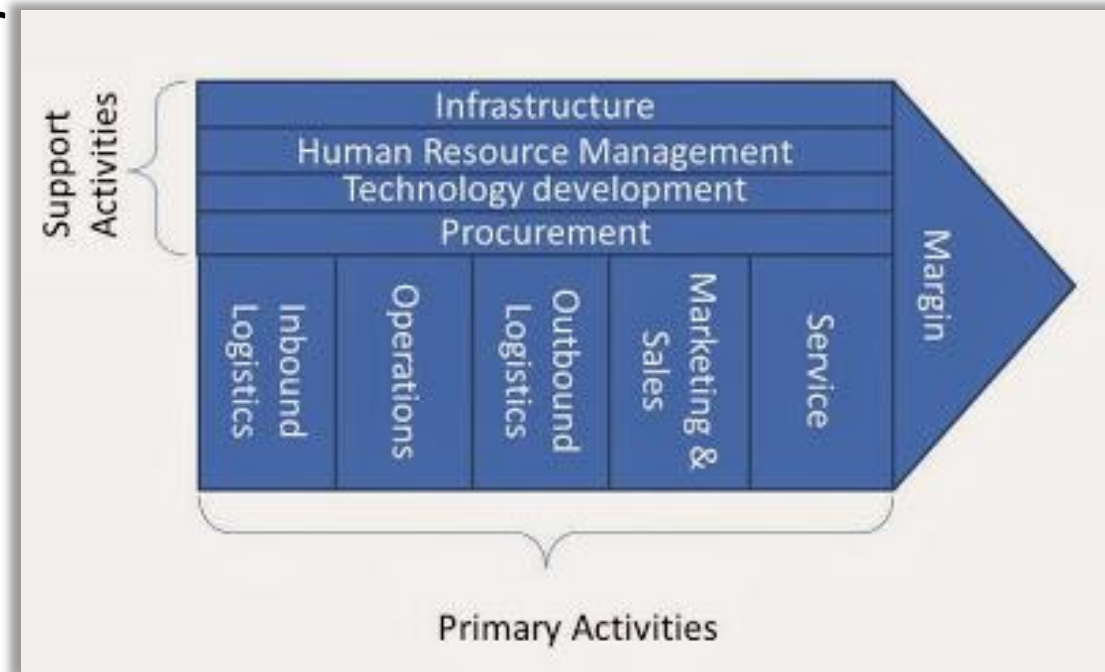 Support
Activities
Infrastructure
Human Resource Management
Technology development
Procurement
Inbound
Logistics
Operations
Outbound
Logistics
Marketing &
Sales
Service
Margin
Primary Activities